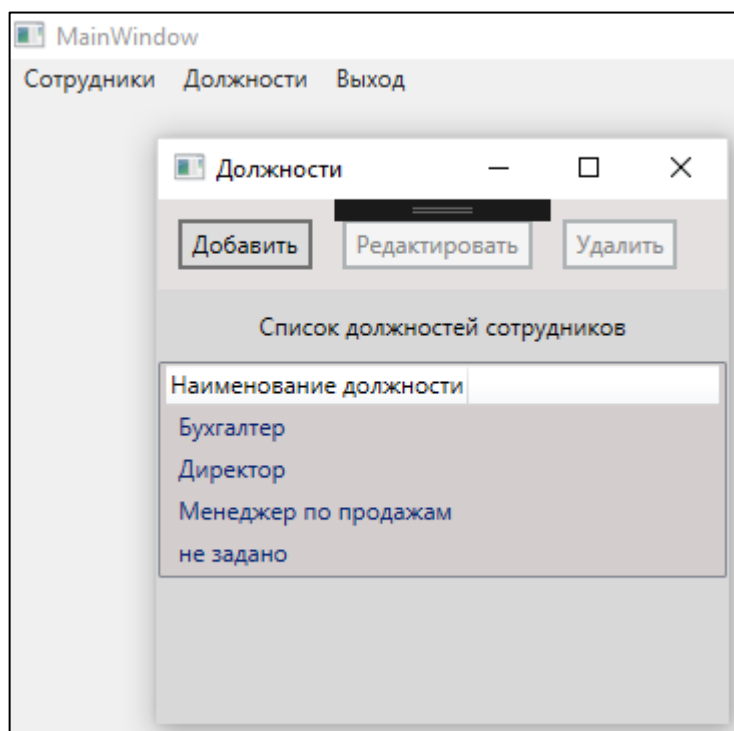 MainWindow
Сотрудники Должности Выход
Должности
Добавить Редактировать Удалить
Список должностей сотрудников
Наименование должности
Бухгалтер
Директор
Менеджер по продажам
не задано